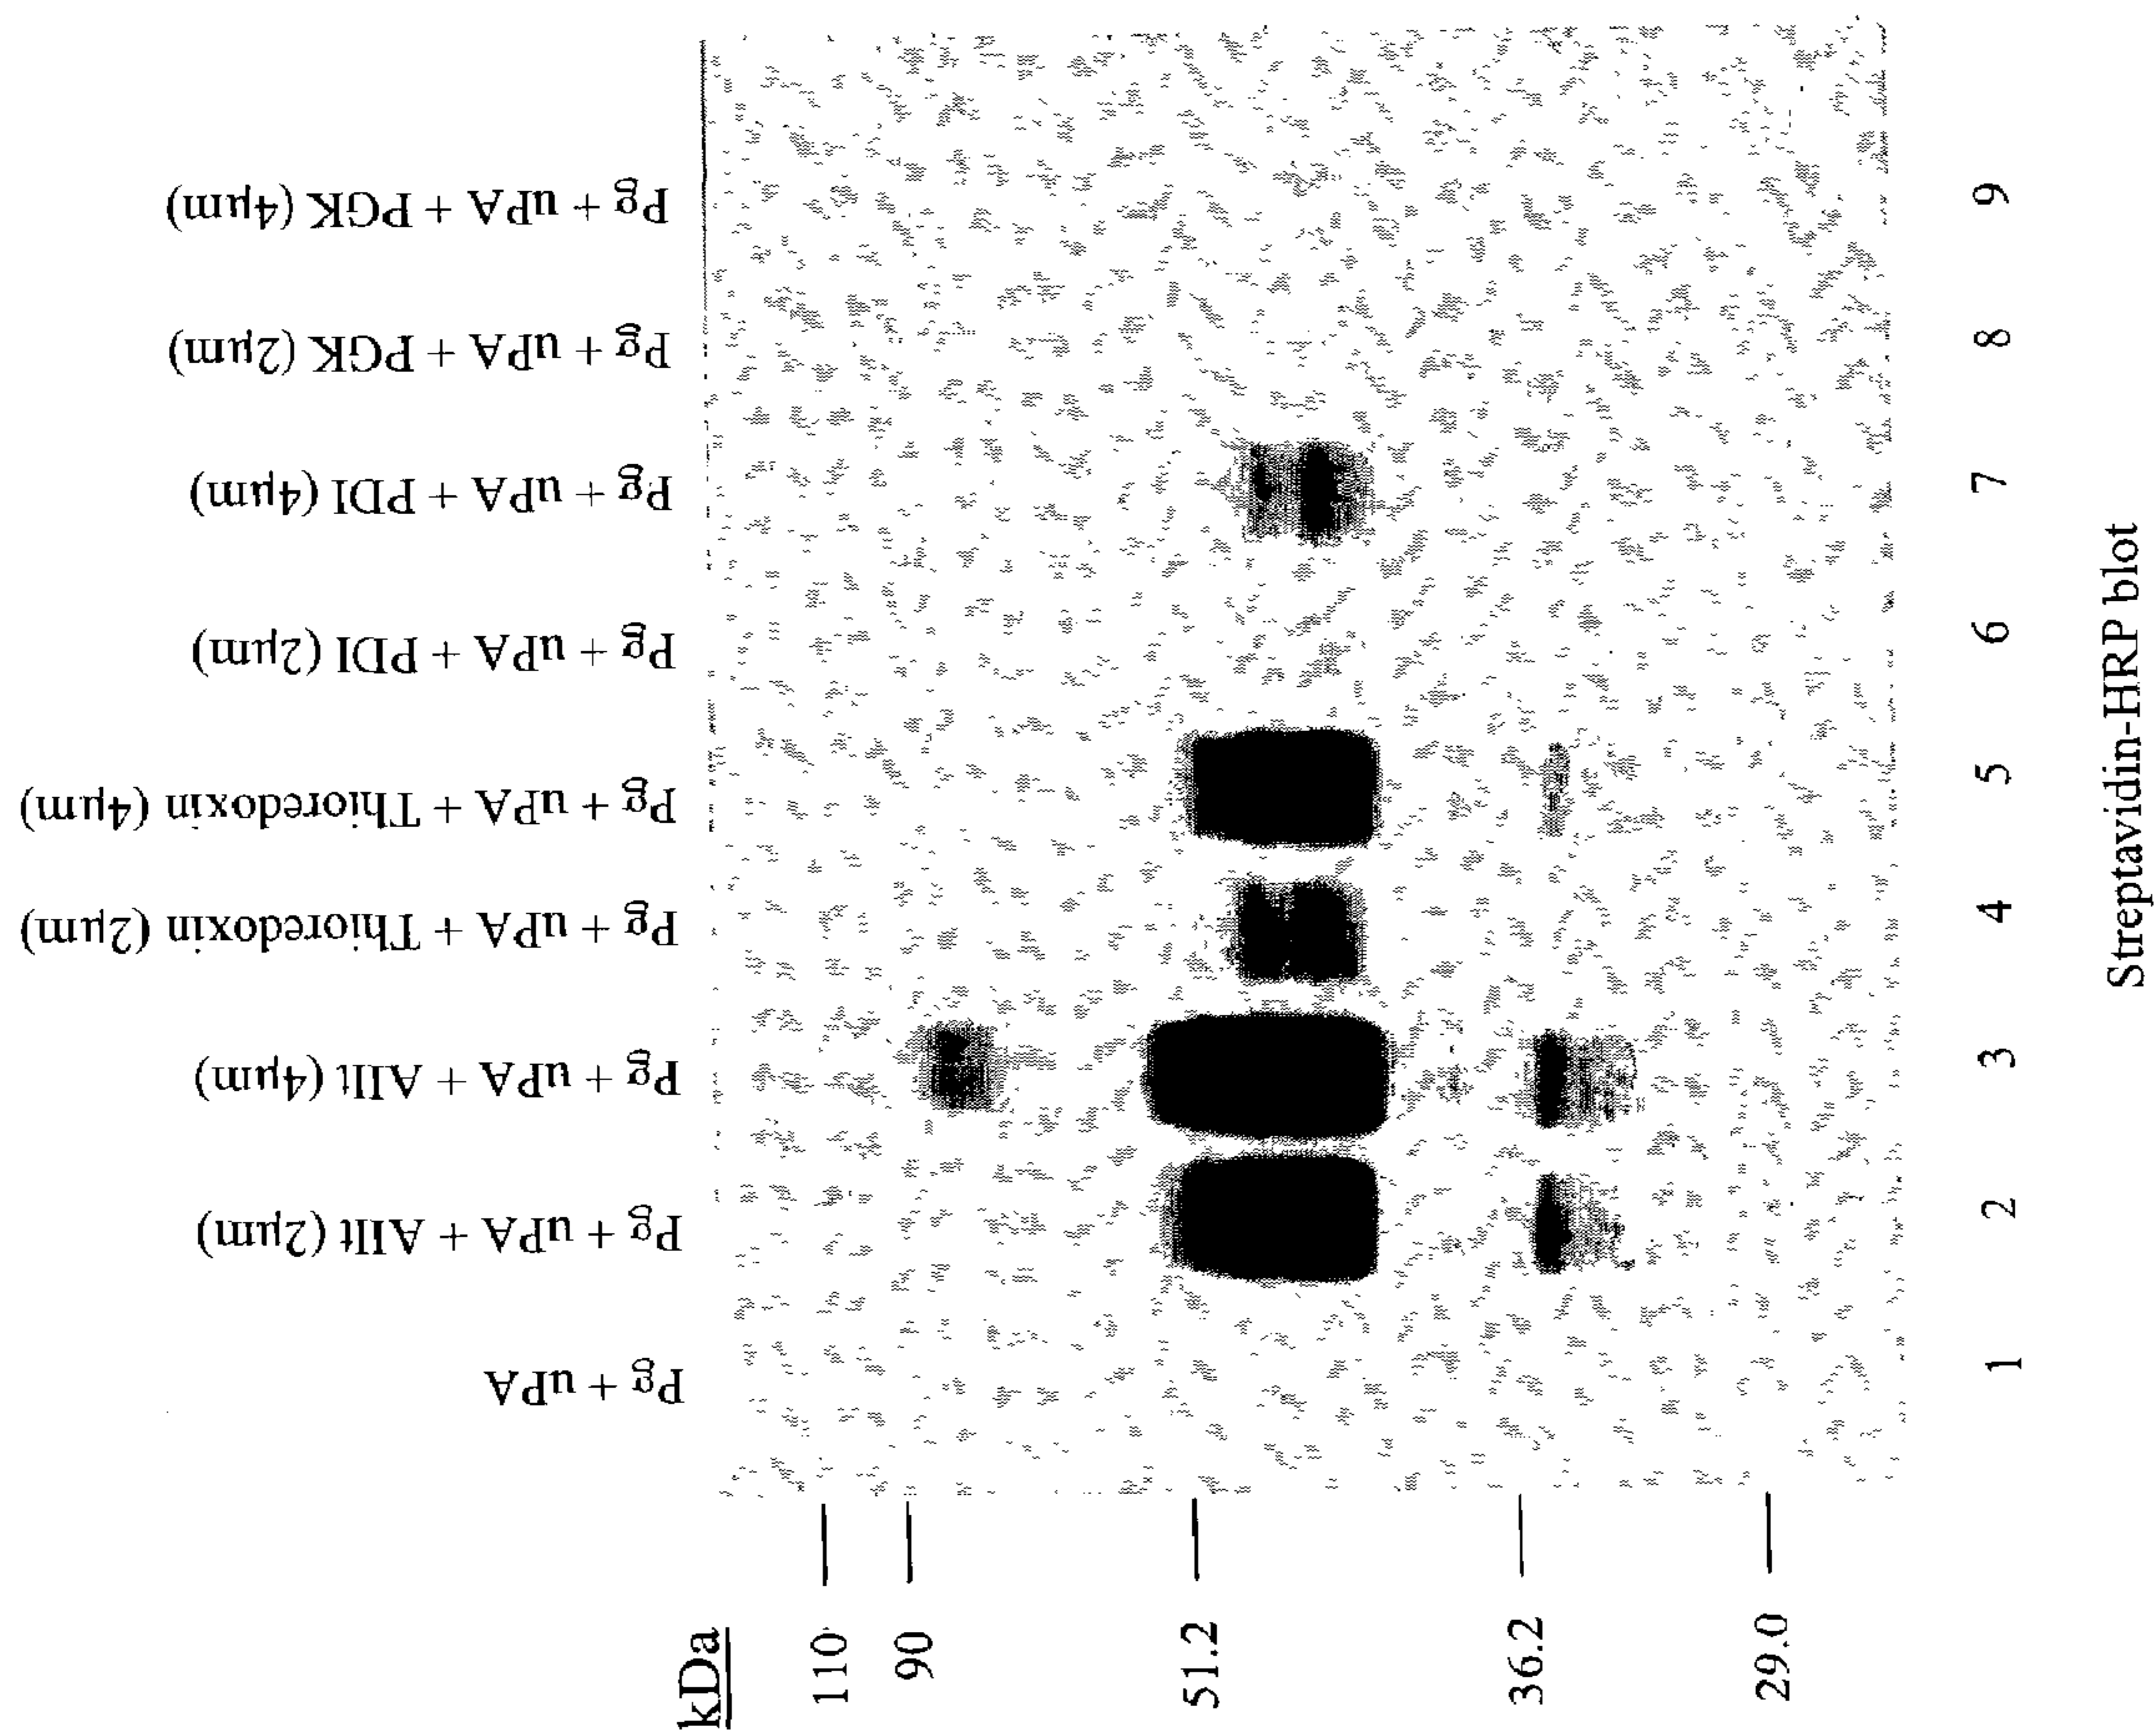 Pg + uPA
Pg + uPA + AIIt (2µm)
Pg + uPA + AIIt (4µm)
Pg + uPA + Thioredoxin (2µm)
Pg + uPA + Thioredoxin (4µm)
Pg + uPA + PDI (2µm)
Pg + uPA + PDI (4µm)
Pg + uPA + PGK (2µm)
Pg + uPA + PGK (4µm)
kDa
110
90
51.2
36.2
29.0
1 2 3 4 5 6 7 8 9
Streptavidin-HRP blot